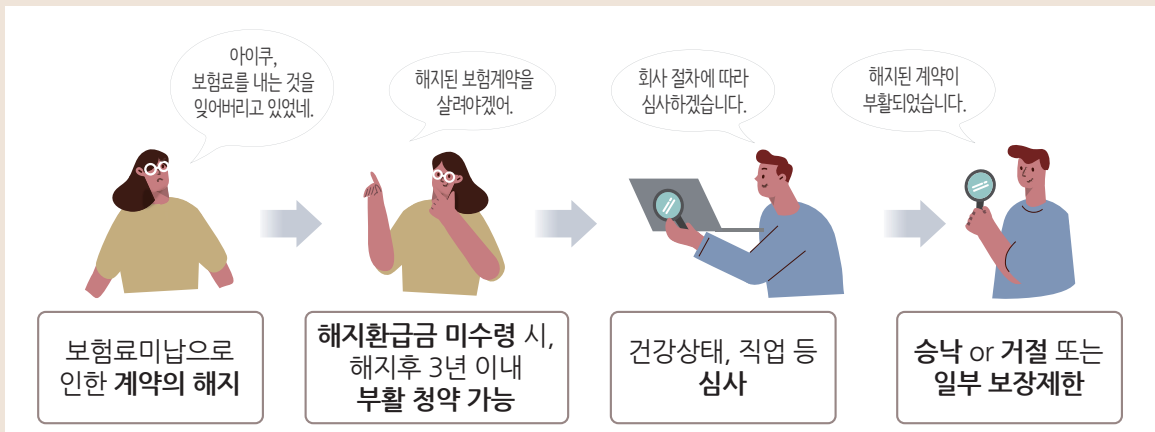 아이쿠,
보험료를 내는 것을
잊어버리고 있었네.
해지된 보험계약을
살려야겠어.
회사 절차에 따라
심사하겠습니다.
해지된 계약이
부활되었습니다.
보험료미납으로
인한 계약의 해지
해지환급금 미수령 시,
해지후 3년 이내
부활 청약 가능
건강상태, 직업 등
심사
승낙 or 거절 또는
일부 보장제한